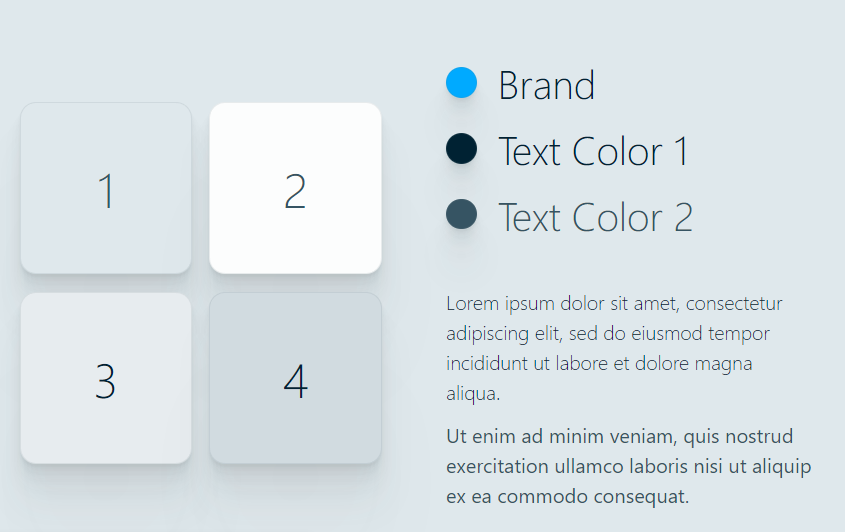 1
2
3
4
Brand
Text Color 1
Text Color 2
Lorem ipsum dolor sit amet, consectetur
adipiscing elit, sed do eiusmod tempor
incididunt ut labore et dolore magna
aliqua.
Ut enim ad minim veniam, quis nostrud
exercitation ullamco laboris nisi ut aliquip
ex ea commodo consequat.